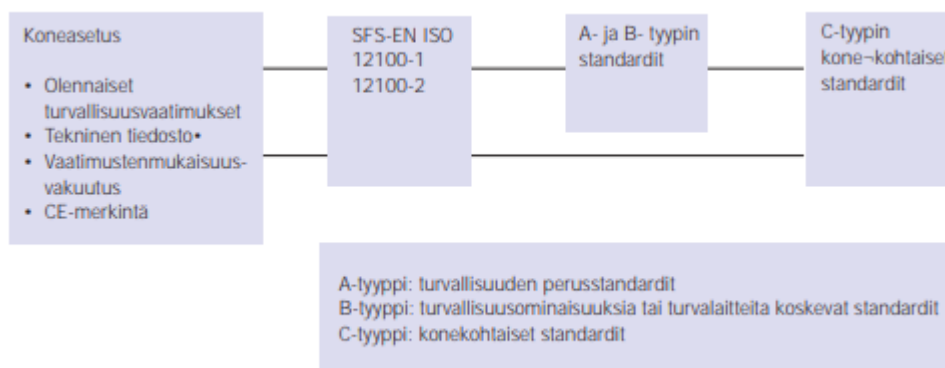 Koneasetus
• Olennaiset
turvallisuusvaatimukset
• Tekninen tiedosto•
• Vaatimustenmukaisuus-
vakuutus
• CE-merkintä
SFS-EN ISO
12100-1
12100-2
A- ja B- tyypin
standardit
C-tyypin
kone¬kohtaiset
standardit
A-tyyppi: turvallisuuden perusstandardit
B-tyyppi: turvallisuusominaisuuksia tai turvalaitteita koskevat standardit
C-tyyppi: konekohtaiset standardit